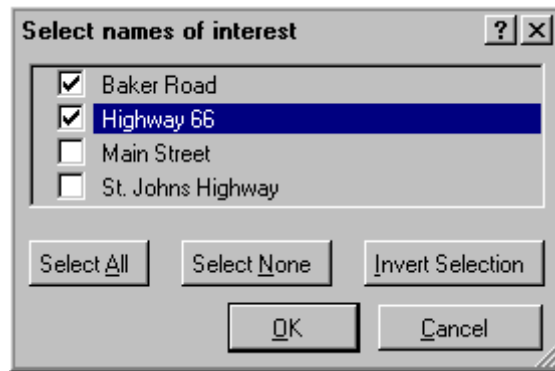 Select names of interest
Baker Road
Highway 66
Main Street
St. Johns Highway
Select All Select None Invert Selection
OK Cancel